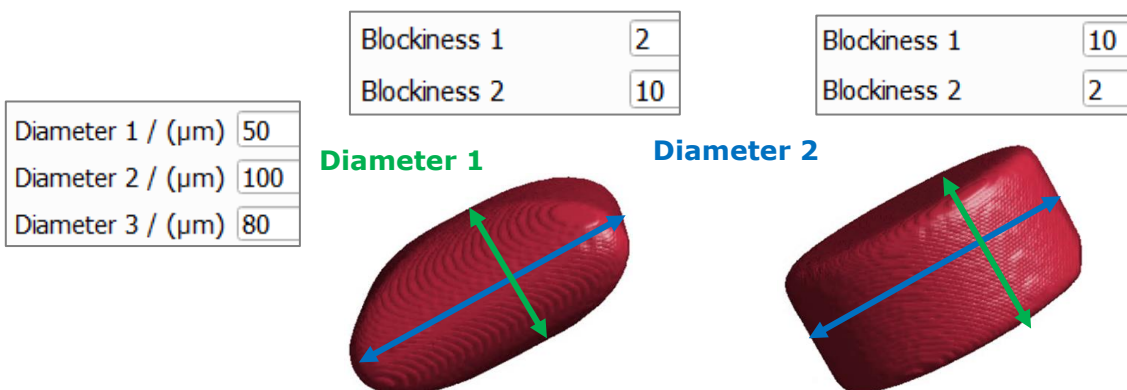 Blockiness 1 2
Blockiness 2 10
Blockiness 1 10
Blockiness 2 2
Diameter 1 / (µm) 50
Diameter 2 / (µm) 100
Diameter 3 / (µm) 80
Diameter 1
Diameter 2